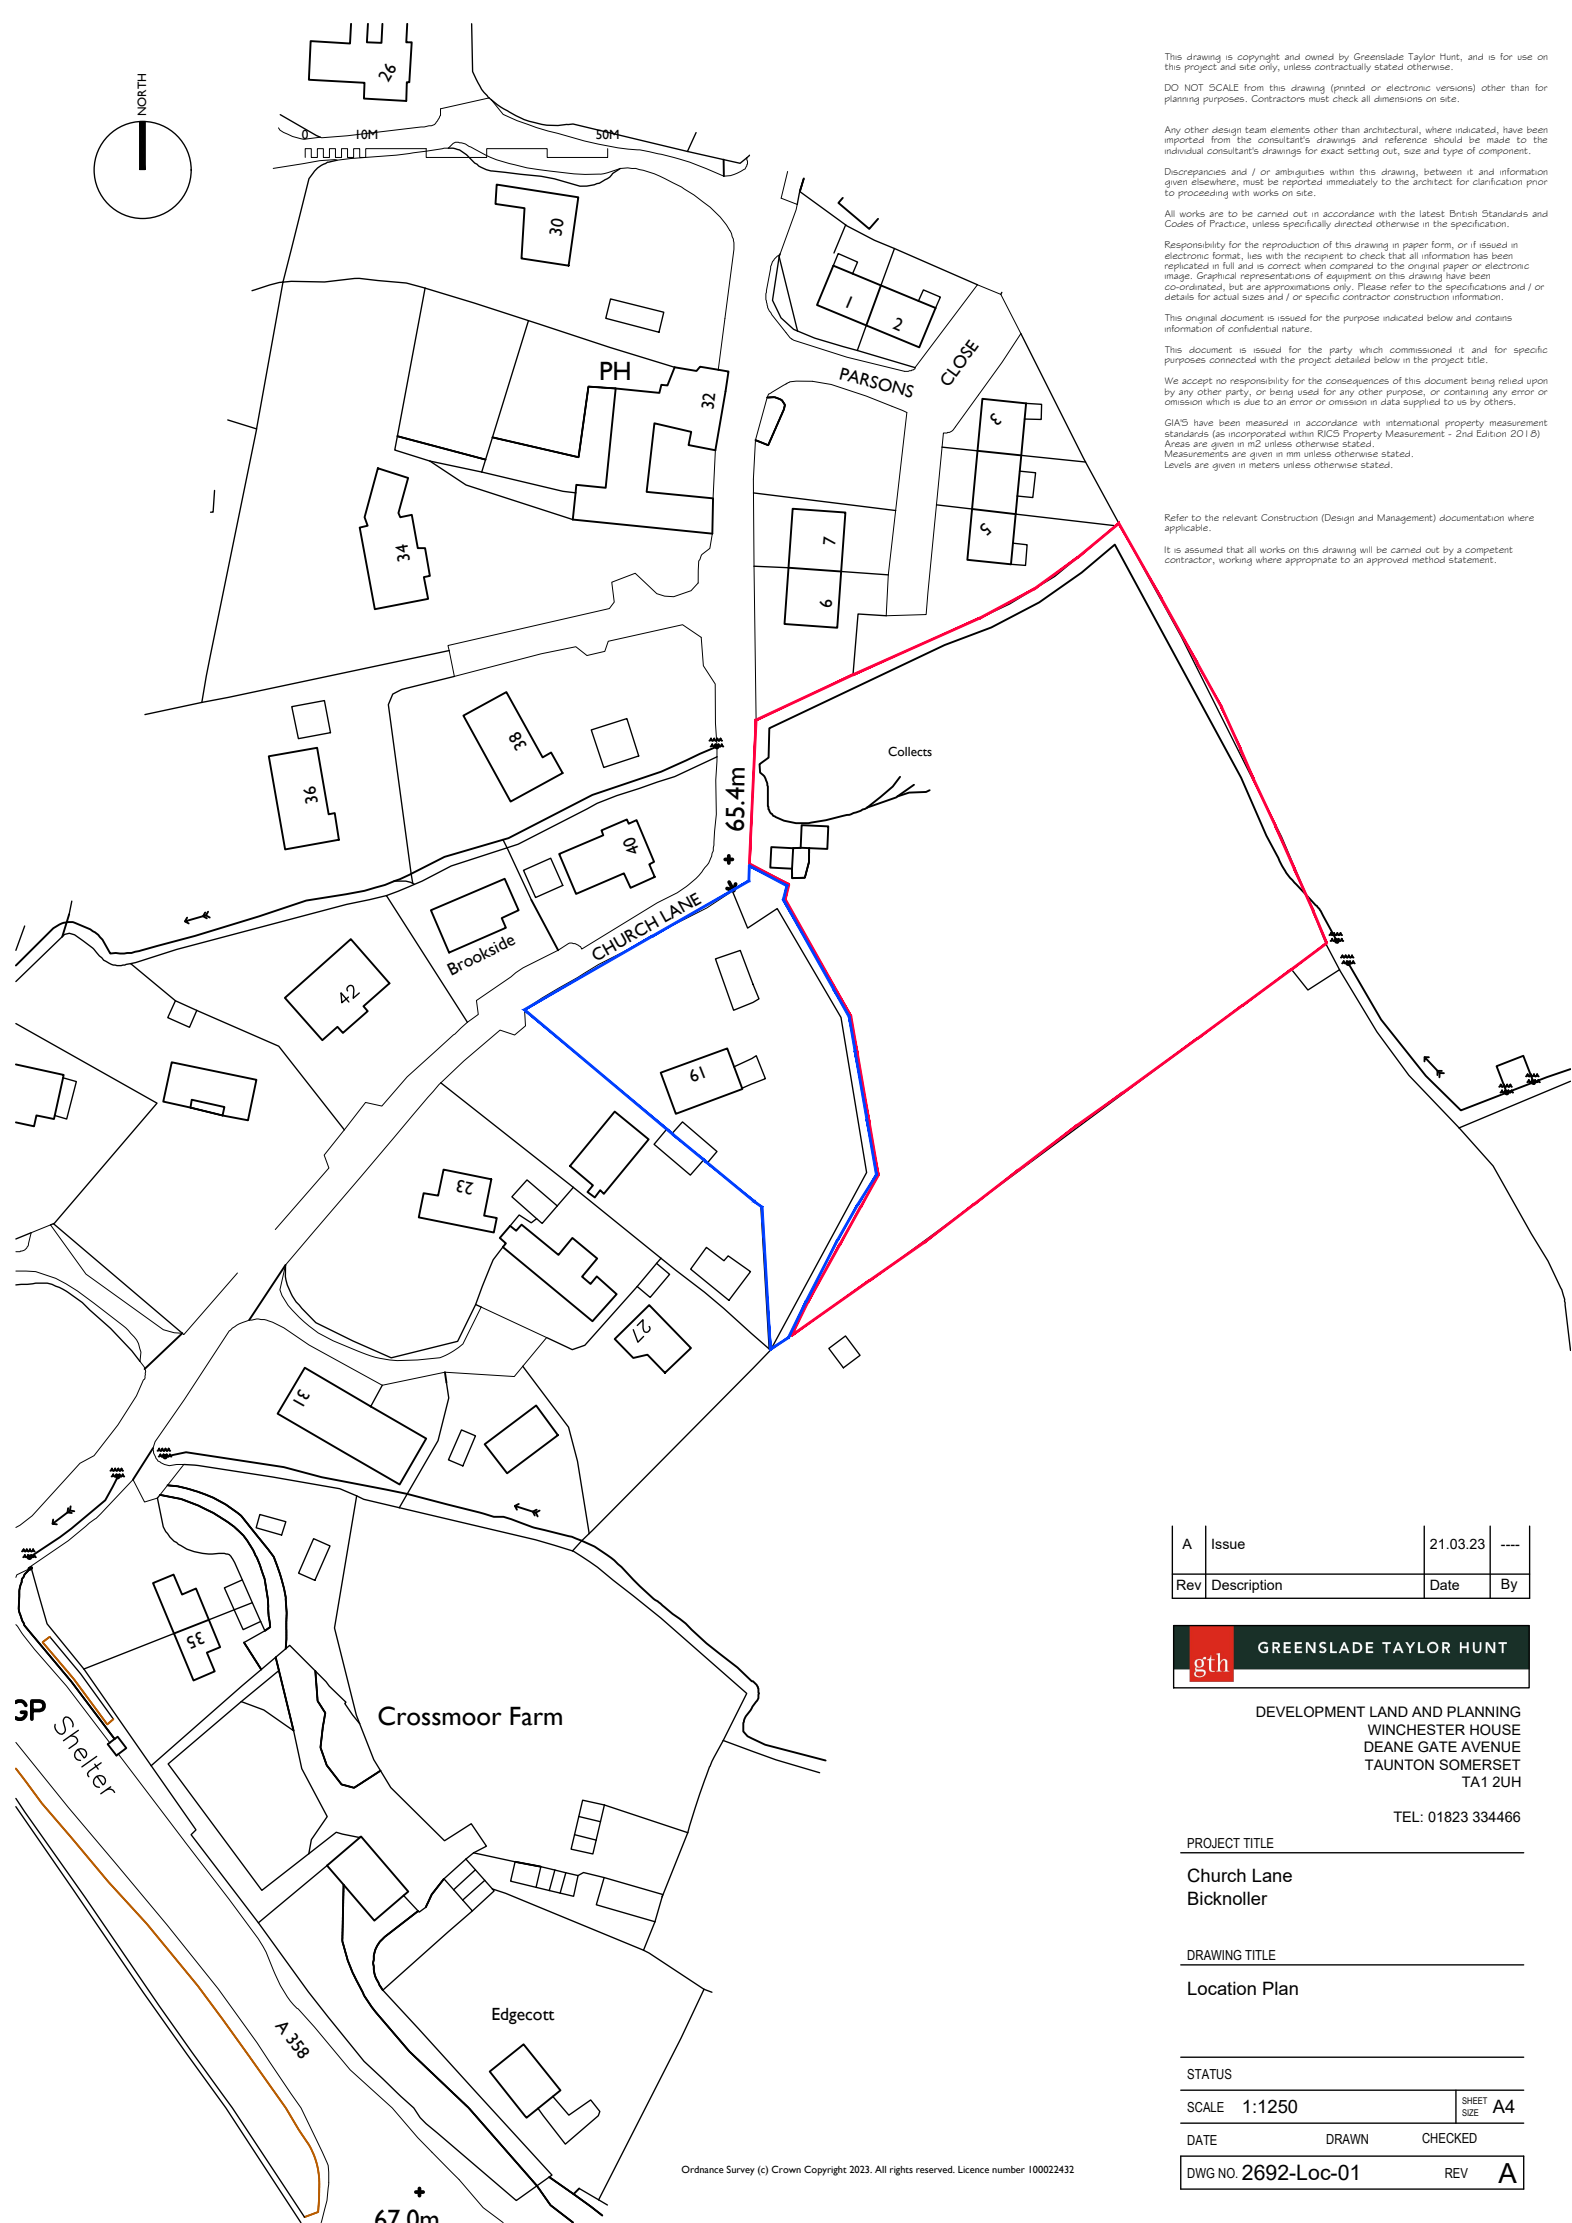 This drawing is copyright and owned by Greenslade Taylor Hunt, and is for use on
this project and site only, unless contractually stated otherwise.
DO NOT SCALE from this drawing (printed or electronic versions) other than for
planning purposes. Contractors must check all dimensions on site.
Any other design team elements other than architectural, where indicated, have been
imported from the consultant's drawings and reference should be made to the
individual consultant's drawings for exact setting out, size and type of component.
Discrepancies and / or ambiguities within this drawing, between it and information
given elsewhere, must be reported immediately to the architect for clarification prior
to proceeding with works on site.
All works are to be carried out in accordance with the latest British Standards and
Codes of Practice, unless specifically directed otherwise in the specification.
Responsibility for the reproduction of this drawing in paper form, or if issued in
electronic format, lies with the recipient to check that all information has been
replicated in full and is correct when compared to the original paper or electronic
image. Graphical representations of equipment on this drawing have been
co-ordinated, but are approximations only. Please refer to the specifications and / or
details for actual sizes and / or specific contractor construction information.
This original document is issued for the purpose indicated below and contains
information of confidential nature.
This document is issued for the party which commissioned it and for specific
purposes connected with the project detailed below in the project title.
We accept no responsibility for the consequences of this document being relied upon
by any other party, or being used for any other purpose, or containing any error or
omission which is due to an error or omission in data supplied to us by others.
GIA'S have been measured in accordance with international property measurement
standards (as incorporated within RICS Property Measurement - 2nd Edition 2018)
Areas are given in m2 unless otherwise stated.
Measurements are given in mm unless otherwise stated.
Levels are given in meters unless otherwise stated.
Refer to the relevant Construction (Design and Management) documentation where
applicable.
It is assumed that all works on this drawing will be carried out by a competent
contractor, working where appropriate to an approved method statement.
NORTH
0 10M 50M
26
30
1
2
PARSONS CLOSE
PH
32
3
5
34
7
6
38
36
Collects
65.4m
40
CHURCH LANE
Brookside
42
19
23
27
31
35
GP
Shelter
Crossmoor Farm
Edgecott
A 358
67.0m
Ordnance Survey (c) Crown Copyright 2023. All rights reserved. Licence number 100022432
A Issue 21.03.23 ----
Rev Description Date By
gth GREENSLADE TAYLOR HUNT
DEVELOPMENT LAND AND PLANNING
WINCHESTER HOUSE
DEANE GATE AVENUE
TAUNTON SOMERSET
TA1 2UH
TEL: 01823 334466
PROJECT TITLE
Church Lane
Bicknoller
DRAWING TITLE
Location Plan
STATUS
SCALE 1:1250 SHEET SIZE A4
DATE DRAWN CHECKED
DWG NO. 2692-Loc-01 REV A